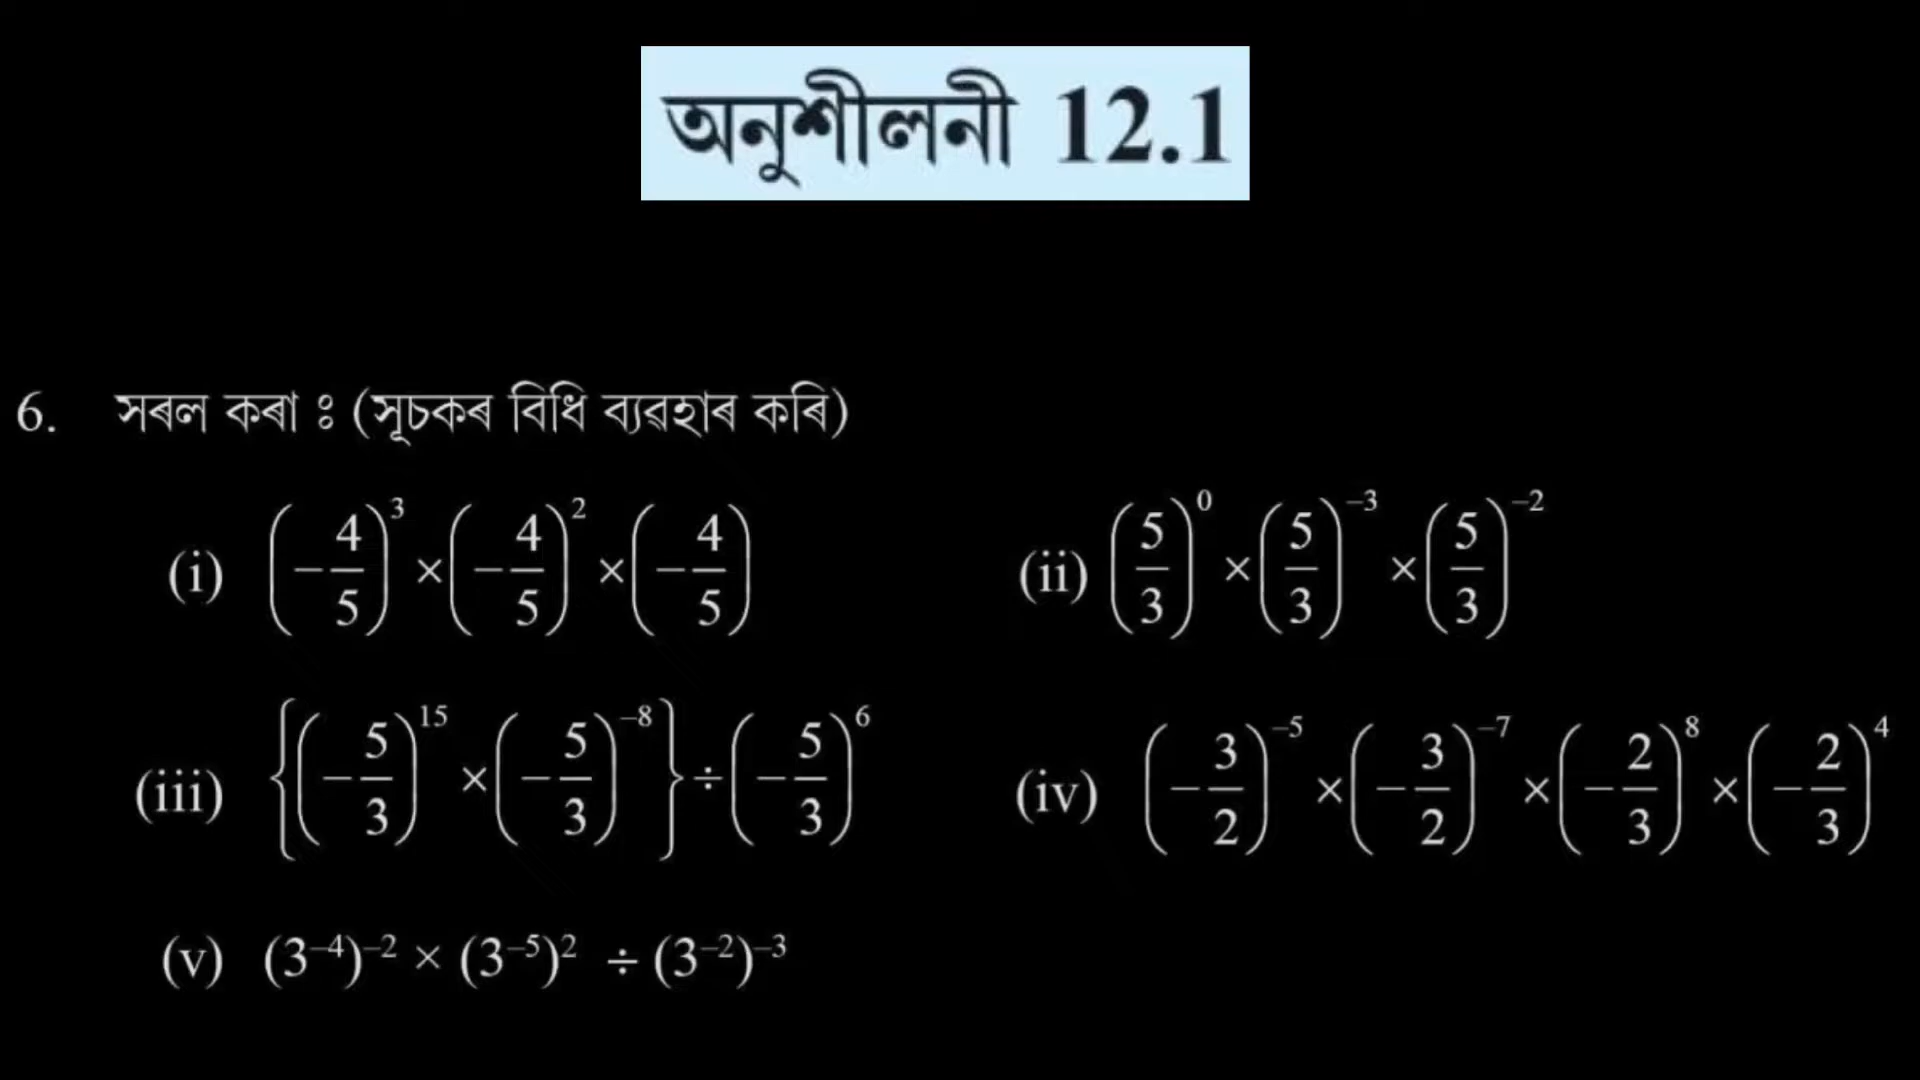 অনুশীলনী 12.1
6. সৰল কৰা ঃ (সূচকৰ বিধি ব্যৱহাৰ কৰি)
(i) (−4/5)³ × (−4/5)² × (−4/5) (ii) (5/3)⁰ × (5/3)⁻³ × (5/3)⁻²
(iii) {(−5/3)¹⁵ × (−5/3)⁻⁸} ÷ (−5/3)⁶ (iv) (−3/2)⁻⁵ × (−3/2)⁻⁷ × (−2/3)⁸ × (−2/3)⁴
(v) (3⁻⁴)⁻² × (3⁻⁵)² ÷ (3⁻²)⁻³